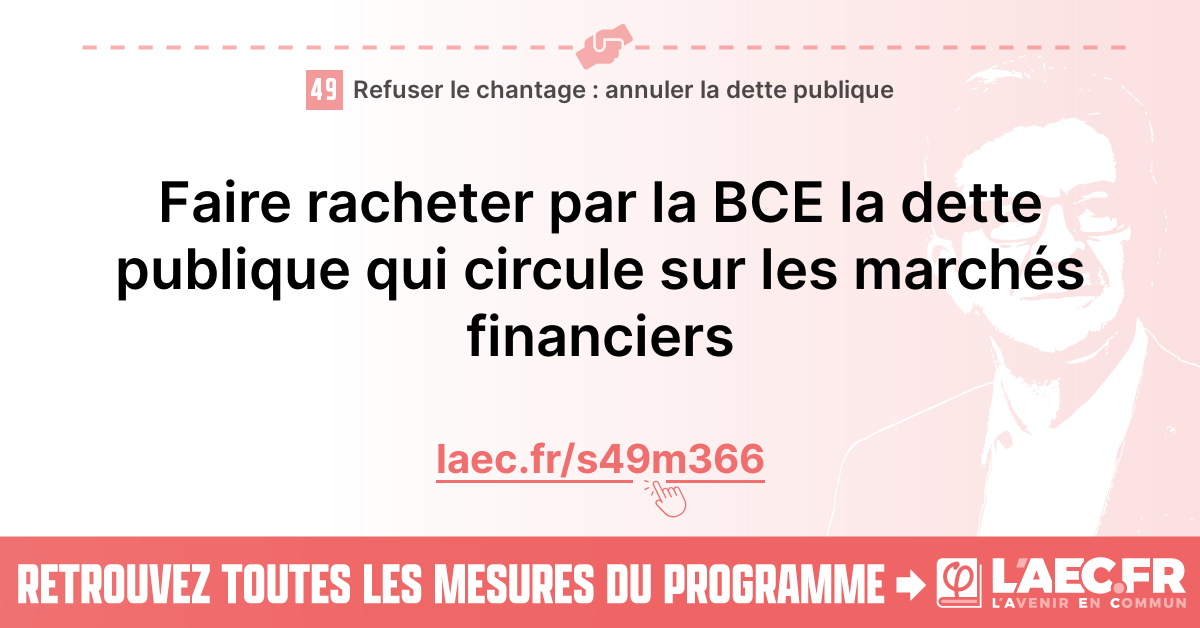 49 Refuser le chantage : annuler la dette publique
Faire racheter par la BCE la dette
publique qui circule sur les marchés
financiers
laec.fr/s49m366
RETROUVEZ TOUTES LES MESURES DU PROGRAMME
φ L'AEC.FR
L'AVENIR EN COMMUN